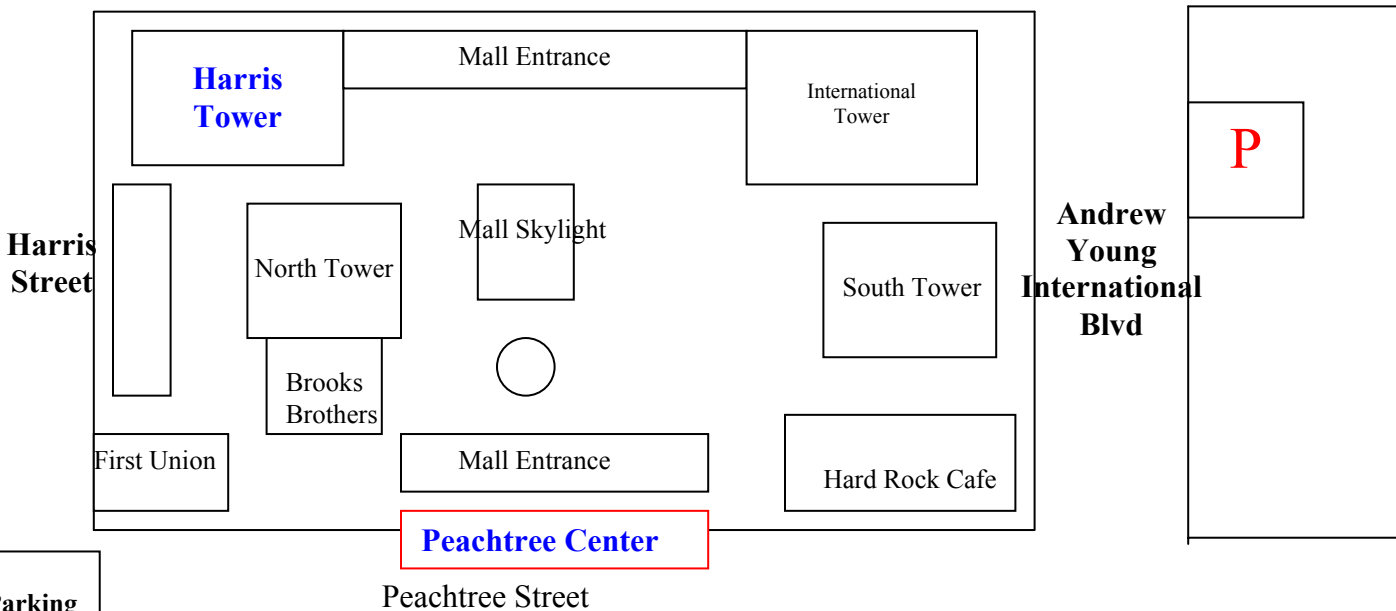 Harris
Tower
Mall Entrance
International
Tower
P
Harris
Street
North Tower
Mall Skylight
South Tower
Andrew
Young
International
Blvd
Brooks
Brothers
First Union
Mall Entrance
Hard Rock Cafe
Peachtree Center
Peachtree Street